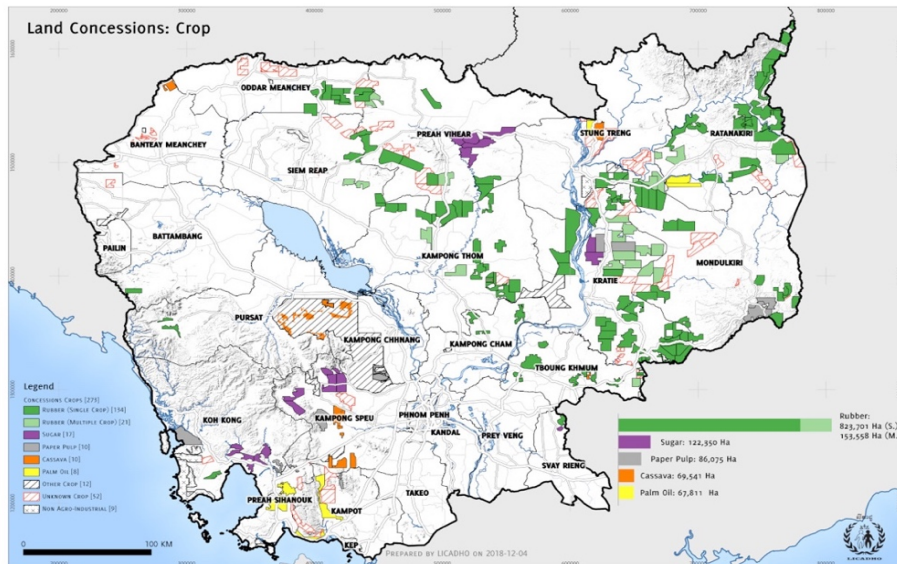 Land Concessions: Crop
ODDAR MEANCHEY
BANTEAY MEANCHEY
PREAH VIHEAR
STUNG TRENG
RATANAKIRI
SIEM REAP
BATTAMBANG
PAILIN
KAMPONG THOM
MONDULKIRI
KRATIE
PURSAT
KAMPONG CHHNANG
KAMPONG CHAM
TBOUNG KHMUM
KOH KONG
KAMPONG SPEU
PHNOM PENH
KANDAL
PREY VENG
SVAY RIENG
TAKEO
PREAH SIHANOUK
KAMPOT
KEP
Legend
CONCESSIONS CROPS [273]
RUBBER (SINGLE CROP) [134]
RUBBER (MULTIPLE CROP) [21]
SUGAR [17]
PAPER PULP [10]
CASSAVA [10]
PALM OIL [8]
OTHER CROP [12]
UNKNOWN CROP [52]
NON AGRO-INDUSTRIAL [9]
100 KM
Rubber:
823,701 Ha (S.)
153,558 Ha (M.
Sugar: 122,350 Ha
Paper Pulp: 86,075 Ha
Cassava: 69,541 Ha
Palm Oil: 67,811 Ha
PREPARED BY LICADHO ON 2018-12-04
LICADHO